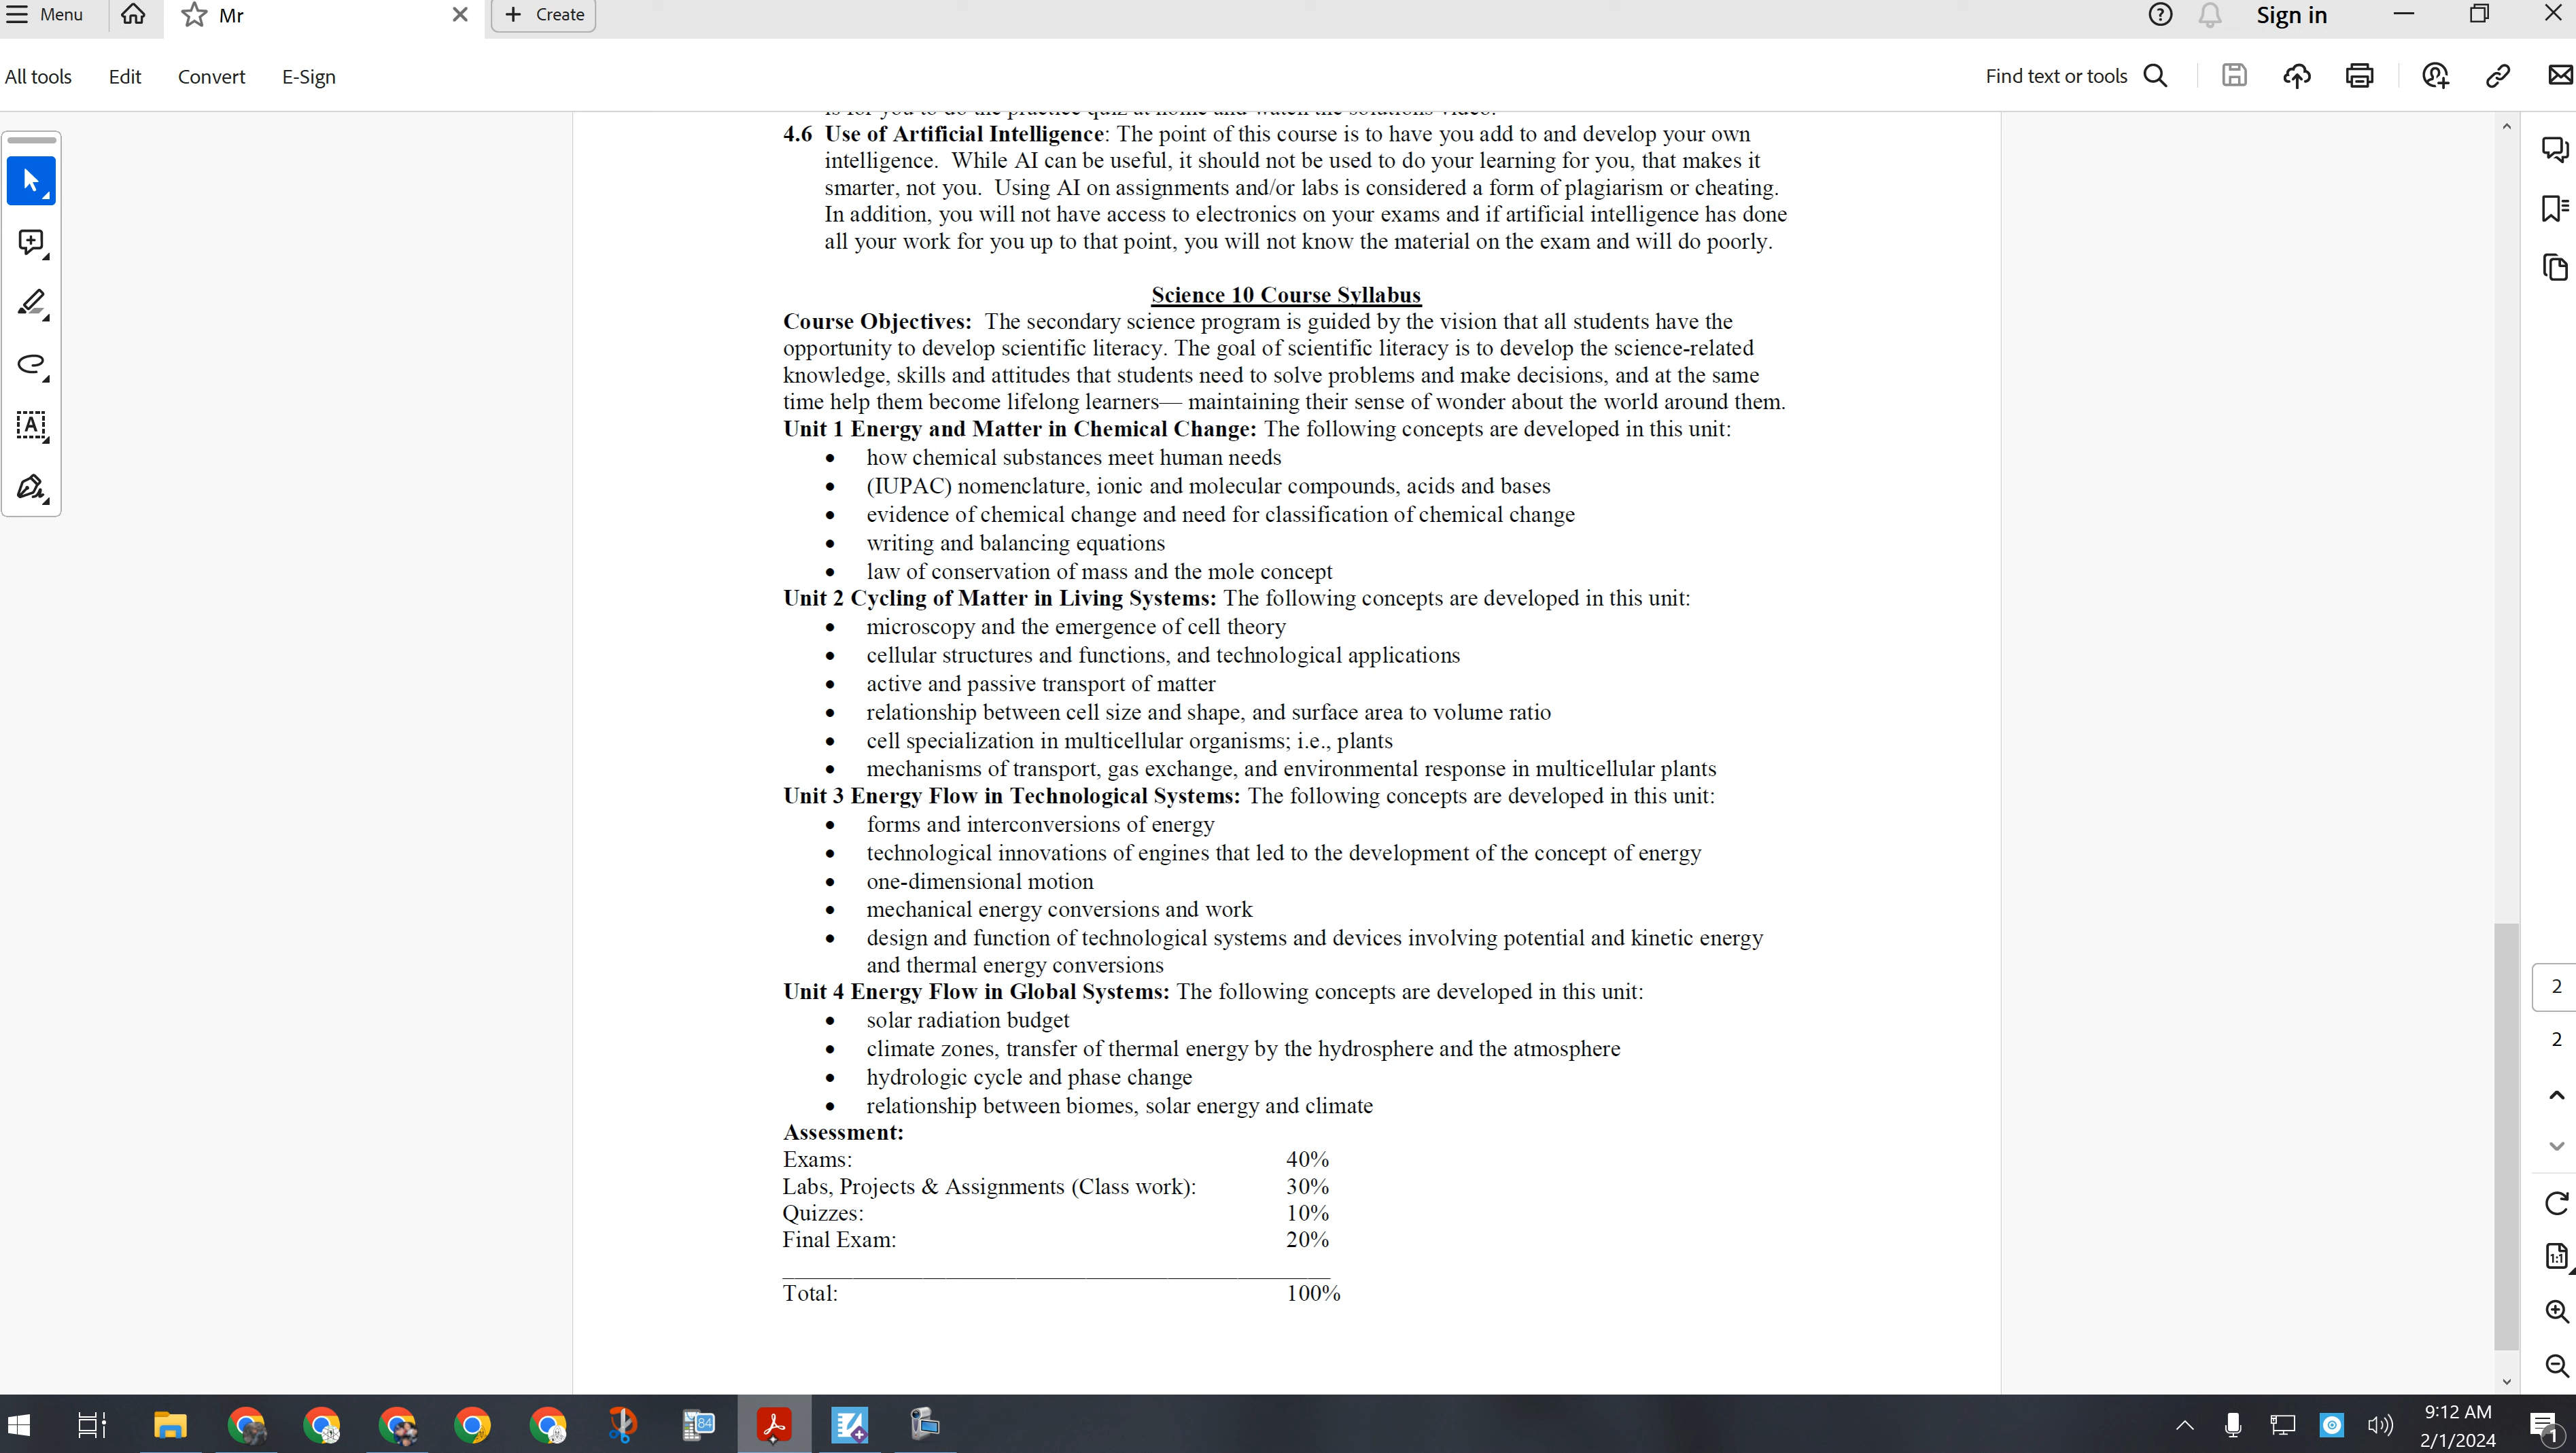 Menu
Mr
Create
Sign in
All tools
Edit
Convert
E-Sign
Find text or tools
is for you to do the practice quiz at home and watch the solutions video.
4.6 Use of Artificial Intelligence: The point of this course is to have you add to and develop your own
intelligence. While AI can be useful, it should not be used to do your learning for you, that makes it
smarter, not you. Using AI on assignments and/or labs is considered a form of plagiarism or cheating.
In addition, you will not have access to electronics on your exams and if artificial intelligence has done
all your work for you up to that point, you will not know the material on the exam and will do poorly.
Science 10 Course Syllabus
Course Objectives: The secondary science program is guided by the vision that all students have the
opportunity to develop scientific literacy. The goal of scientific literacy is to develop the science-related
knowledge, skills and attitudes that students need to solve problems and make decisions, and at the same
time help them become lifelong learners— maintaining their sense of wonder about the world around them.
Unit 1 Energy and Matter in Chemical Change: The following concepts are developed in this unit:
• how chemical substances meet human needs
• (IUPAC) nomenclature, ionic and molecular compounds, acids and bases
• evidence of chemical change and need for classification of chemical change
• writing and balancing equations
• law of conservation of mass and the mole concept
Unit 2 Cycling of Matter in Living Systems: The following concepts are developed in this unit:
• microscopy and the emergence of cell theory
• cellular structures and functions, and technological applications
• active and passive transport of matter
• relationship between cell size and shape, and surface area to volume ratio
• cell specialization in multicellular organisms; i.e., plants
• mechanisms of transport, gas exchange, and environmental response in multicellular plants
Unit 3 Energy Flow in Technological Systems: The following concepts are developed in this unit:
• forms and interconversions of energy
• technological innovations of engines that led to the development of the concept of energy
• one-dimensional motion
• mechanical energy conversions and work
• design and function of technological systems and devices involving potential and kinetic energy
and thermal energy conversions
Unit 4 Energy Flow in Global Systems: The following concepts are developed in this unit:
• solar radiation budget
• climate zones, transfer of thermal energy by the hydrosphere and the atmosphere
• hydrologic cycle and phase change
• relationship between biomes, solar energy and climate
Assessment:
Exams: 40%
Labs, Projects & Assignments (Class work): 30%
Quizzes: 10%
Final Exam: 20%
Total: 100%
2
2
1:1
84
9:12 AM
2/1/2024
1